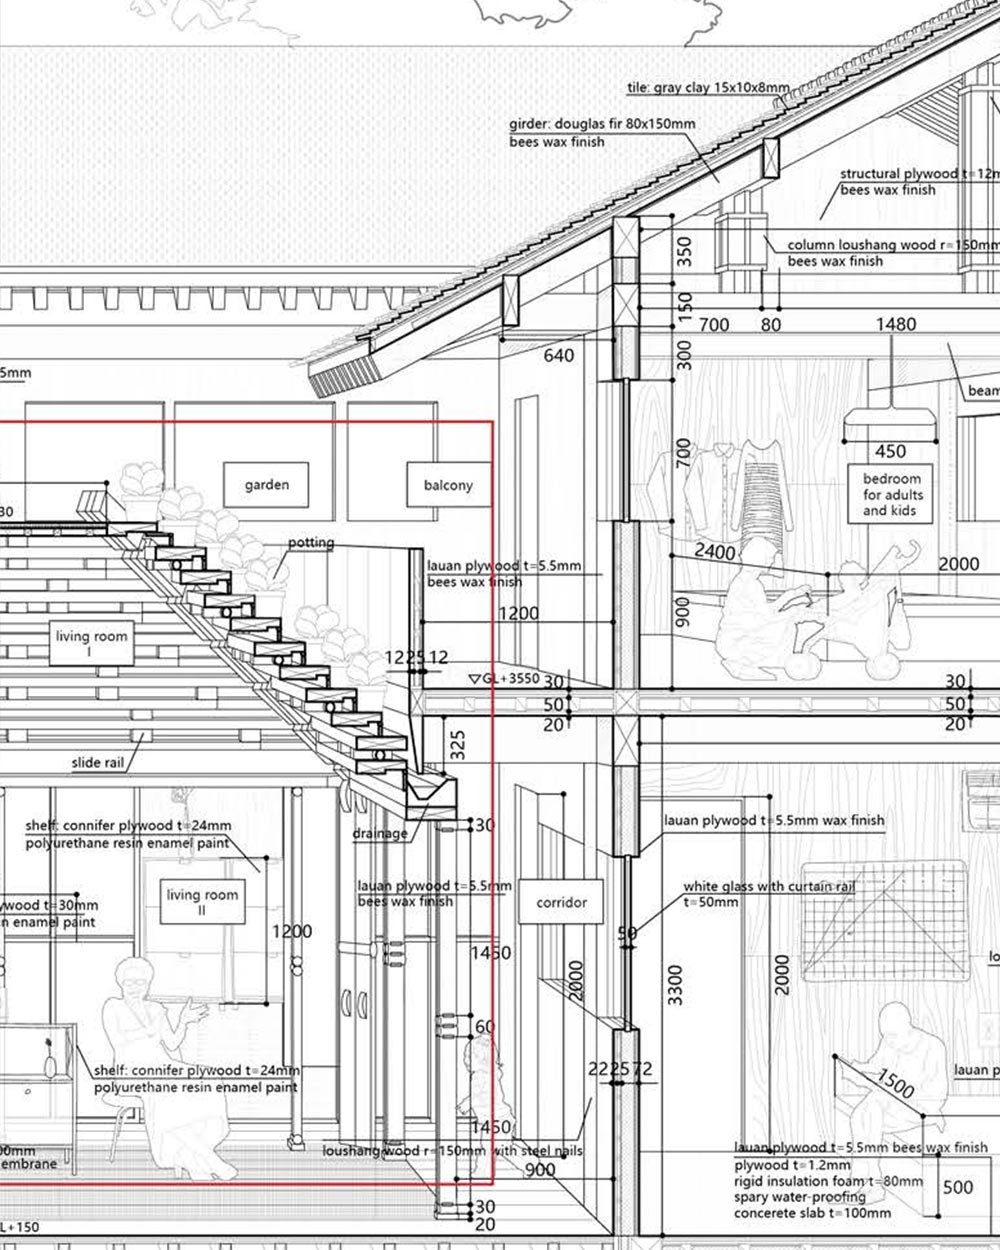 tile: gray clay 15x10x8mm
girder: douglas fir 80x150mm
bees wax finish
structural plywood t=12m
bees wax finish
column loushang wood r=150mm
bees wax finish
350
150
300
700 80 1480
640
5mm
beam
450
700
garden
balcony
bedroom
for adults
and kids
30
potting
lauan plywood t=5.5mm
bees wax finish
2400
2000
1200
900
living room
I
122512
▽GL+3550
30
50
20
30
50
20
325
slide rail
shelf: connifer plywood t=24mm
polyurethane resin enamel paint
drainage
30
lauan plywood t=5.5mm wax finish
living room
II
lauan plywood t=5.5mm
bees wax finish
corridor
white glass with curtain rail
t=50mm
ywood t=30mm
n enamel paint
1200
50
1450
2000
3300
2000
lo
60
shelf: connifer plywood t=24mm
polyurethane resin enamel paint
222572
1500
lauan p
1450
00mm
embrane
loushang wood r=150mm with steel nails
900
lauan plywood t=5.5mm bees wax finish
plywood t=1.2mm
rigid insulation foam t=80mm
spary water-proofing
concerete slab t=100mm
500
30
20
L+150